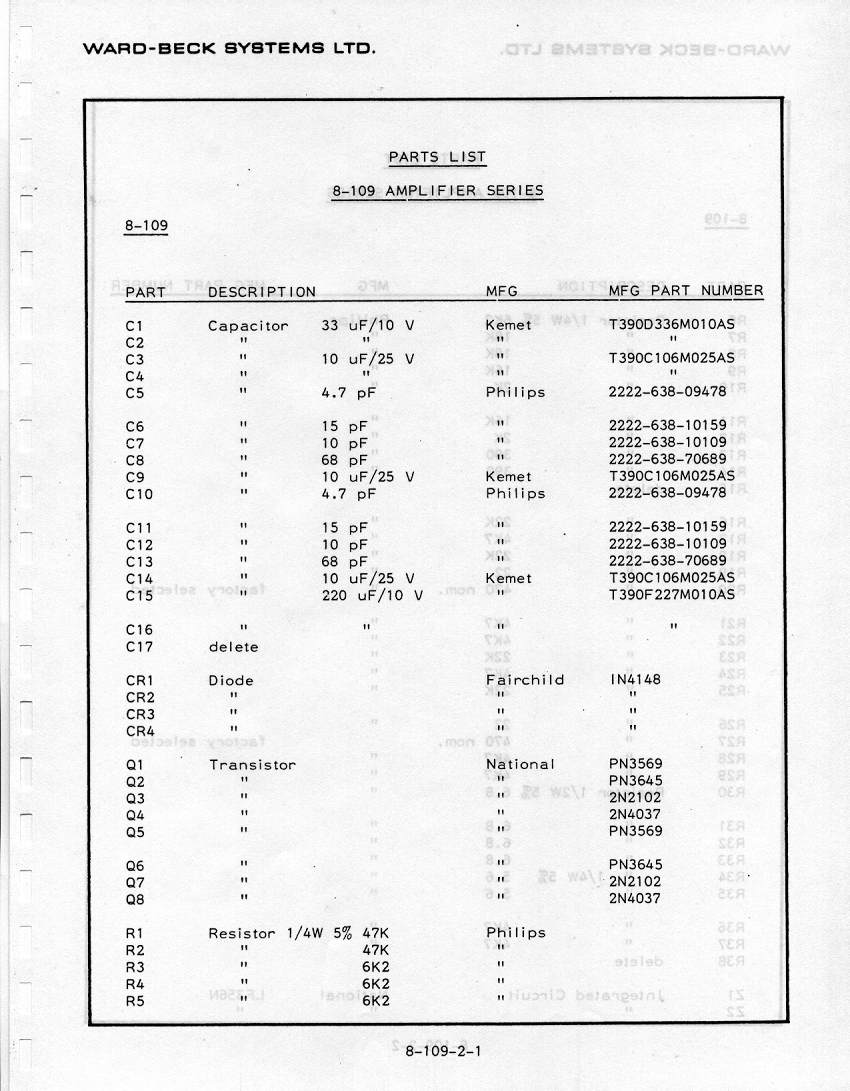 WARD-BECK SYSTEMS LTD.
PARTS LIST
8-109 AMPLIFIER SERIES
8-109
PART DESCRIPTION MFG MFG PART NUMBER
C1 Capacitor 33 uF/10 V Kemet T390D336M010AS
C2 " " " "
C3 " 10 uF/25 V " T390C106M025AS
C4 " " " "
C5 " 4.7 pF Philips 2222-638-09478
C6 " 15 pF " 2222-638-10159
C7 " 10 pF " 2222-638-10109
C8 " 68 pF " 2222-638-70689
C9 " 10 uF/25 V Kemet T390C106M025AS
C10 " 4.7 pF Philips 2222-638-09478
C11 " 15 pF " 2222-638-10159
C12 " 10 pF " 2222-638-10109
C13 " 68 pF " 2222-638-70689
C14 " 10 uF/25 V Kemet T390C106M025AS
C15 " 220 uF/10 V " T390F227M010AS
C16 " " " "
C17 delete
CR1 Diode Fairchild IN4148
CR2 " " "
CR3 " " "
CR4 " " "
Q1 Transistor National PN3569
Q2 " " PN3645
Q3 " " 2N2102
Q4 " " 2N4037
Q5 " " PN3569
Q6 " " PN3645
Q7 " " 2N2102
Q8 " " 2N4037
R1 Resistor 1/4W 5% 47K Philips
R2 " 47K "
R3 " 6K2 "
R4 " 6K2 "
R5 " 6K2 "
8-109-2-1